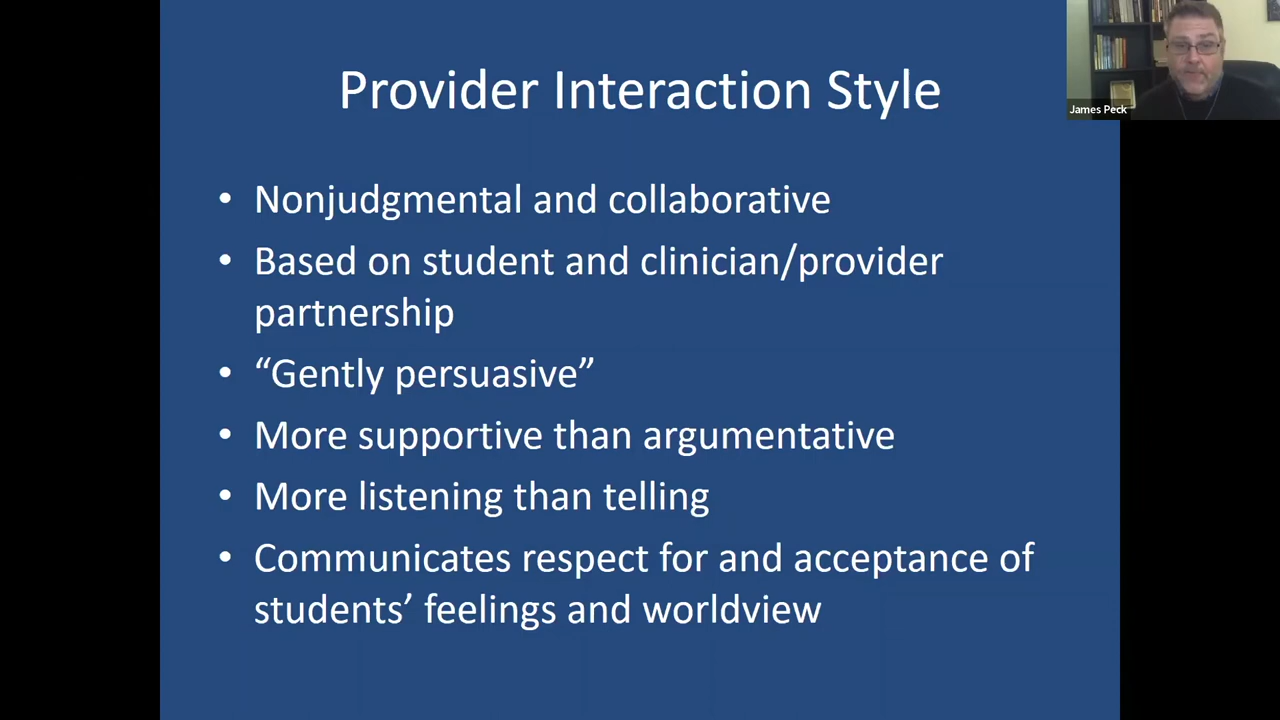 Provider Interaction Style
James Peck
• Nonjudgmental and collaborative
• Based on student and clinician/provider
partnership
• “Gently persuasive”
• More supportive than argumentative
• More listening than telling
• Communicates respect for and acceptance of
students’ feelings and worldview